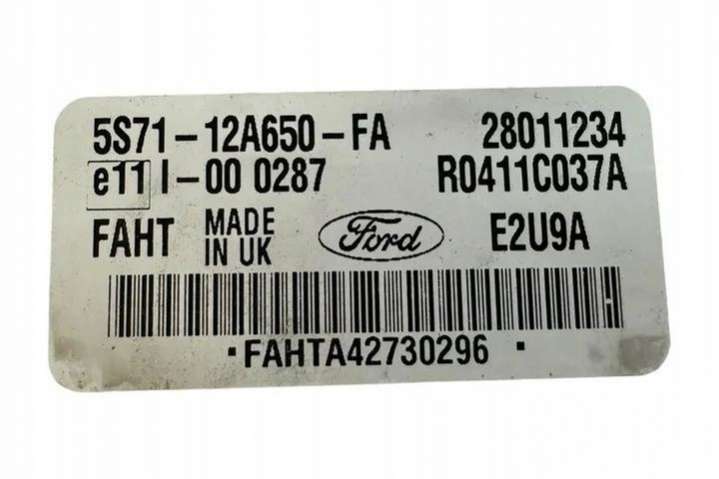 5S71-12A650-FA 28011234
e11 I-00 0287 R0411C037A
FAHT MADE IN UK Ford E2U9A
•FAHTA42730296 •